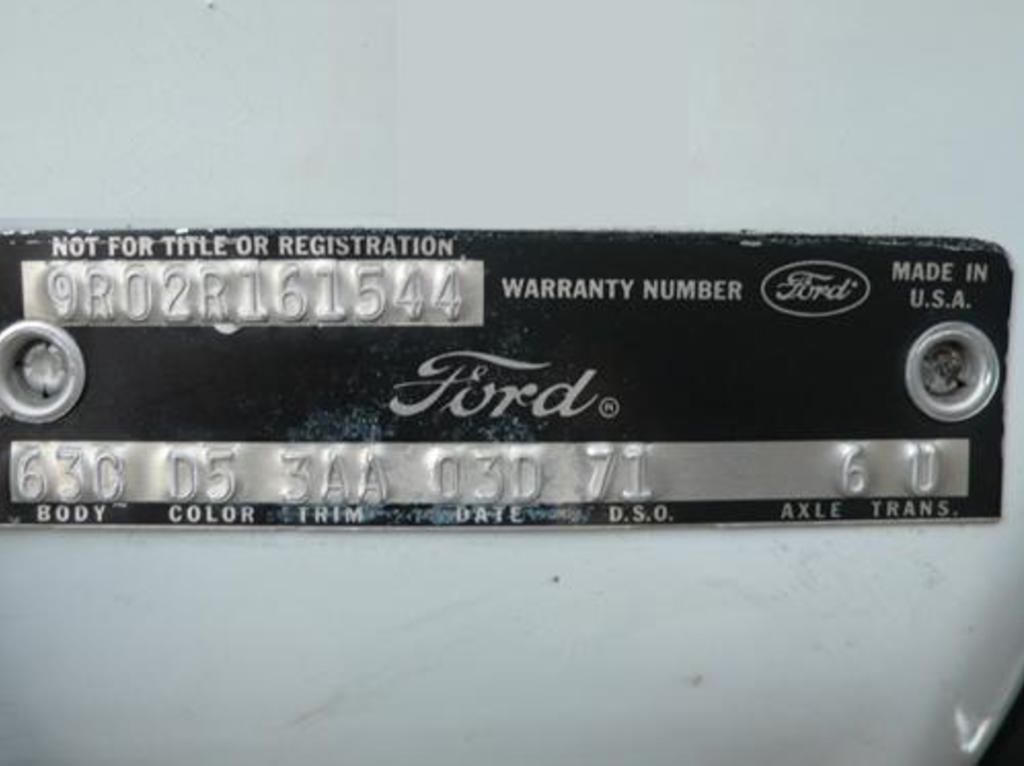 NOT FOR TITLE OR REGISTRATION
9R02R161544 WARRANTY NUMBER Ford MADE IN
U.S.A.
Ford
63C D5 3AA 03D 71 6 U
BODY COLOR TRIM DATE D.S.O. AXLE TRANS.